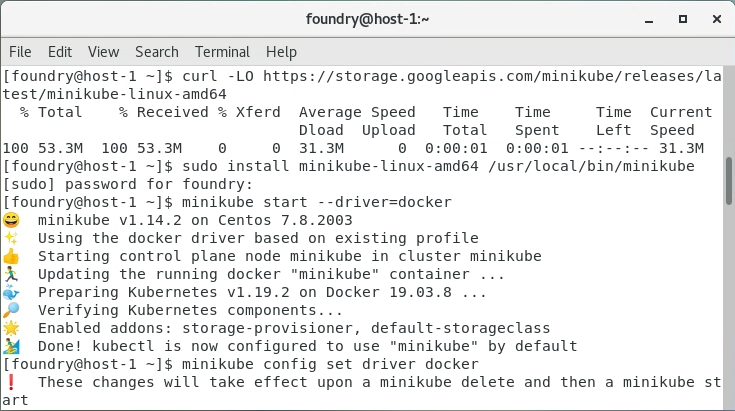 foundry@host-1:~
File Edit View Search Terminal Help
[foundry@host-1 ~]$ curl -LO https://storage.googleapis.com/minikube/releases/la
test/minikube-linux-amd64
  % Total    % Received % Xferd  Average Speed   Time    Time     Time  Current
                                 Dload  Upload   Total   Spent    Left  Speed
100 53.3M  100 53.3M    0     0  31.3M      0  0:00:01  0:00:01 --:--:-- 31.3M
[foundry@host-1 ~]$ sudo install minikube-linux-amd64 /usr/local/bin/minikube
[sudo] password for foundry:
[foundry@host-1 ~]$ minikube start --driver=docker
😄  minikube v1.14.2 on Centos 7.8.2003
✨  Using the docker driver based on existing profile
👍  Starting control plane node minikube in cluster minikube
🏃  Updating the running docker "minikube" container ...
🐳  Preparing Kubernetes v1.19.2 on Docker 19.03.8 ...
🔎  Verifying Kubernetes components...
🌟  Enabled addons: storage-provisioner, default-storageclass
🏄  Done! kubectl is now configured to use "minikube" by default
[foundry@host-1 ~]$ minikube config set driver docker
❗  These changes will take effect upon a minikube delete and then a minikube st
art